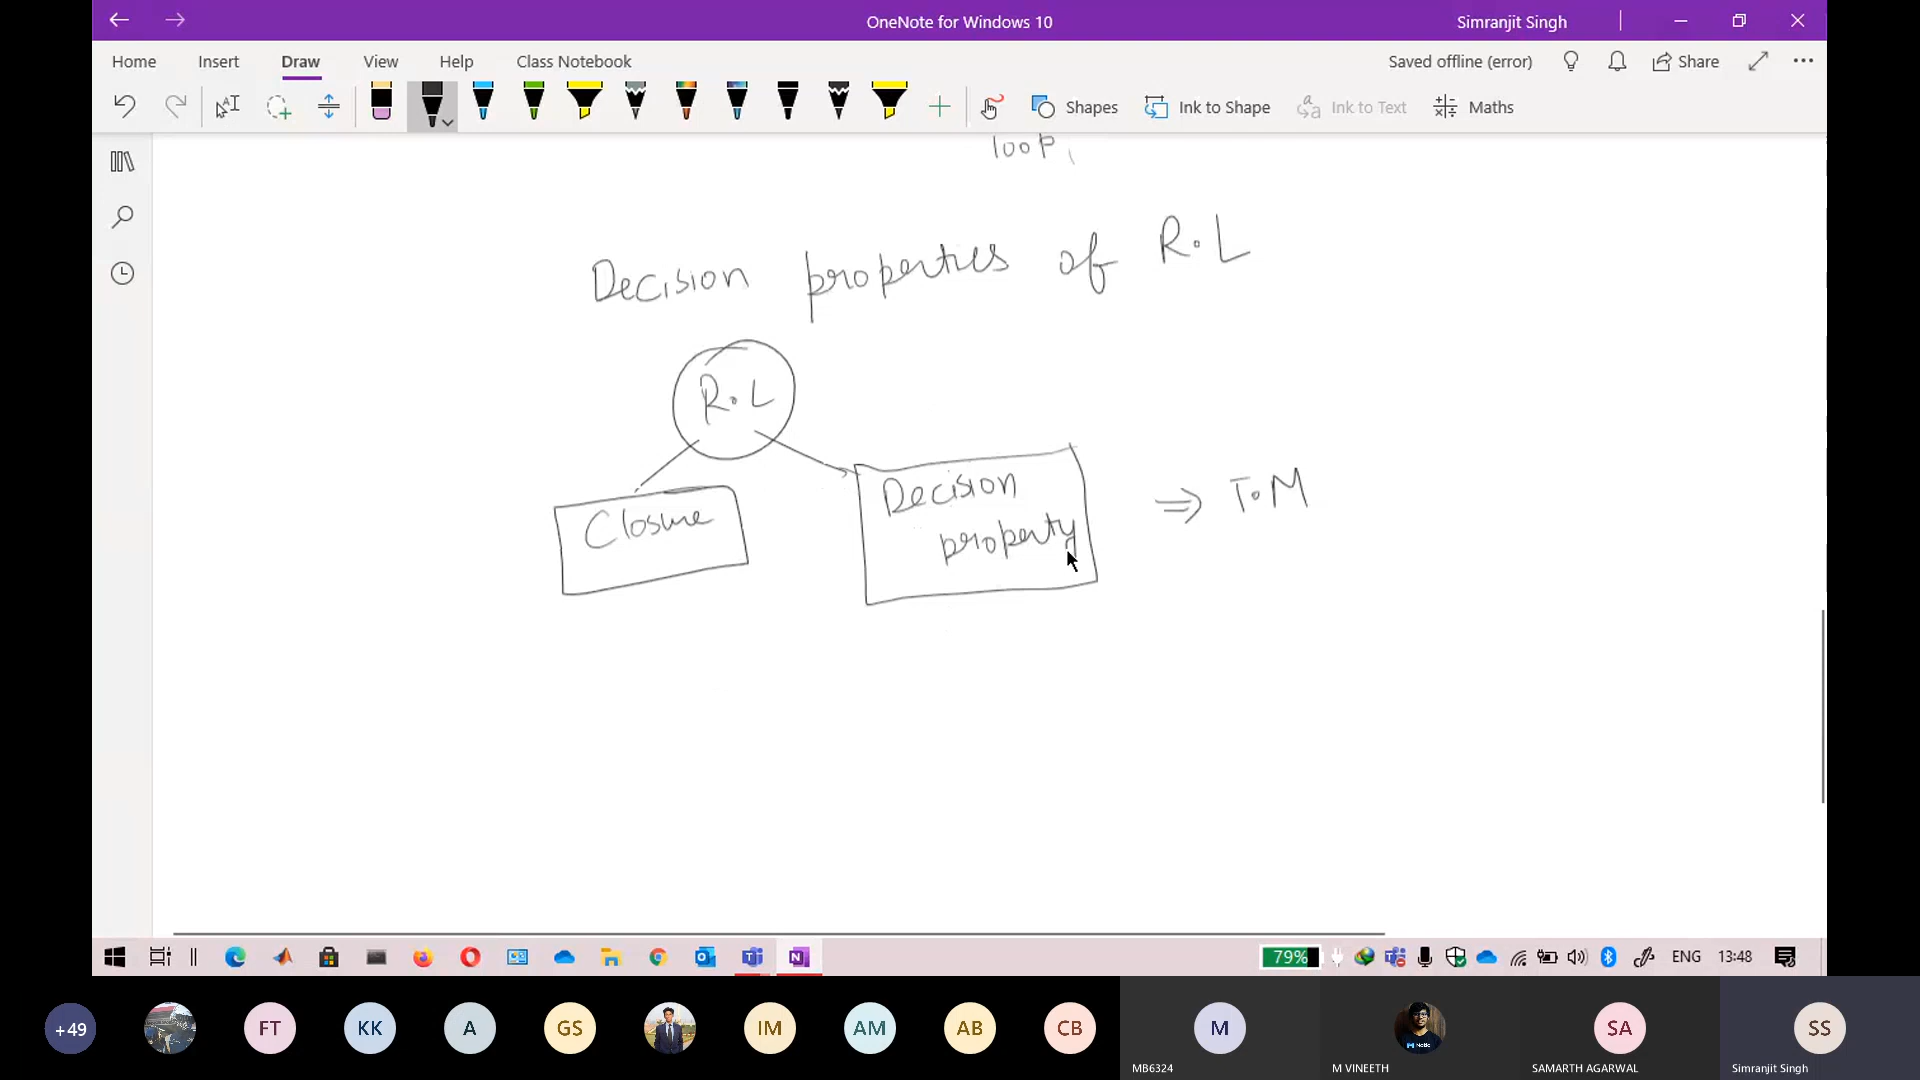 OneNote for Windows 10
Simranjit Singh
Home Insert Draw View Help Class Notebook
Saved offline (error) Share
Shapes Ink to Shape Ink to Text Maths
loop,
Decision properties of R.L
R.L
Closure
Decision
property
⇒ T.M
79% ENG 13:48
+49 FT KK A GS IM AM AB CB M SA SS
MB6324 M VINEETH SAMARTH AGARWAL Simranjit Singh